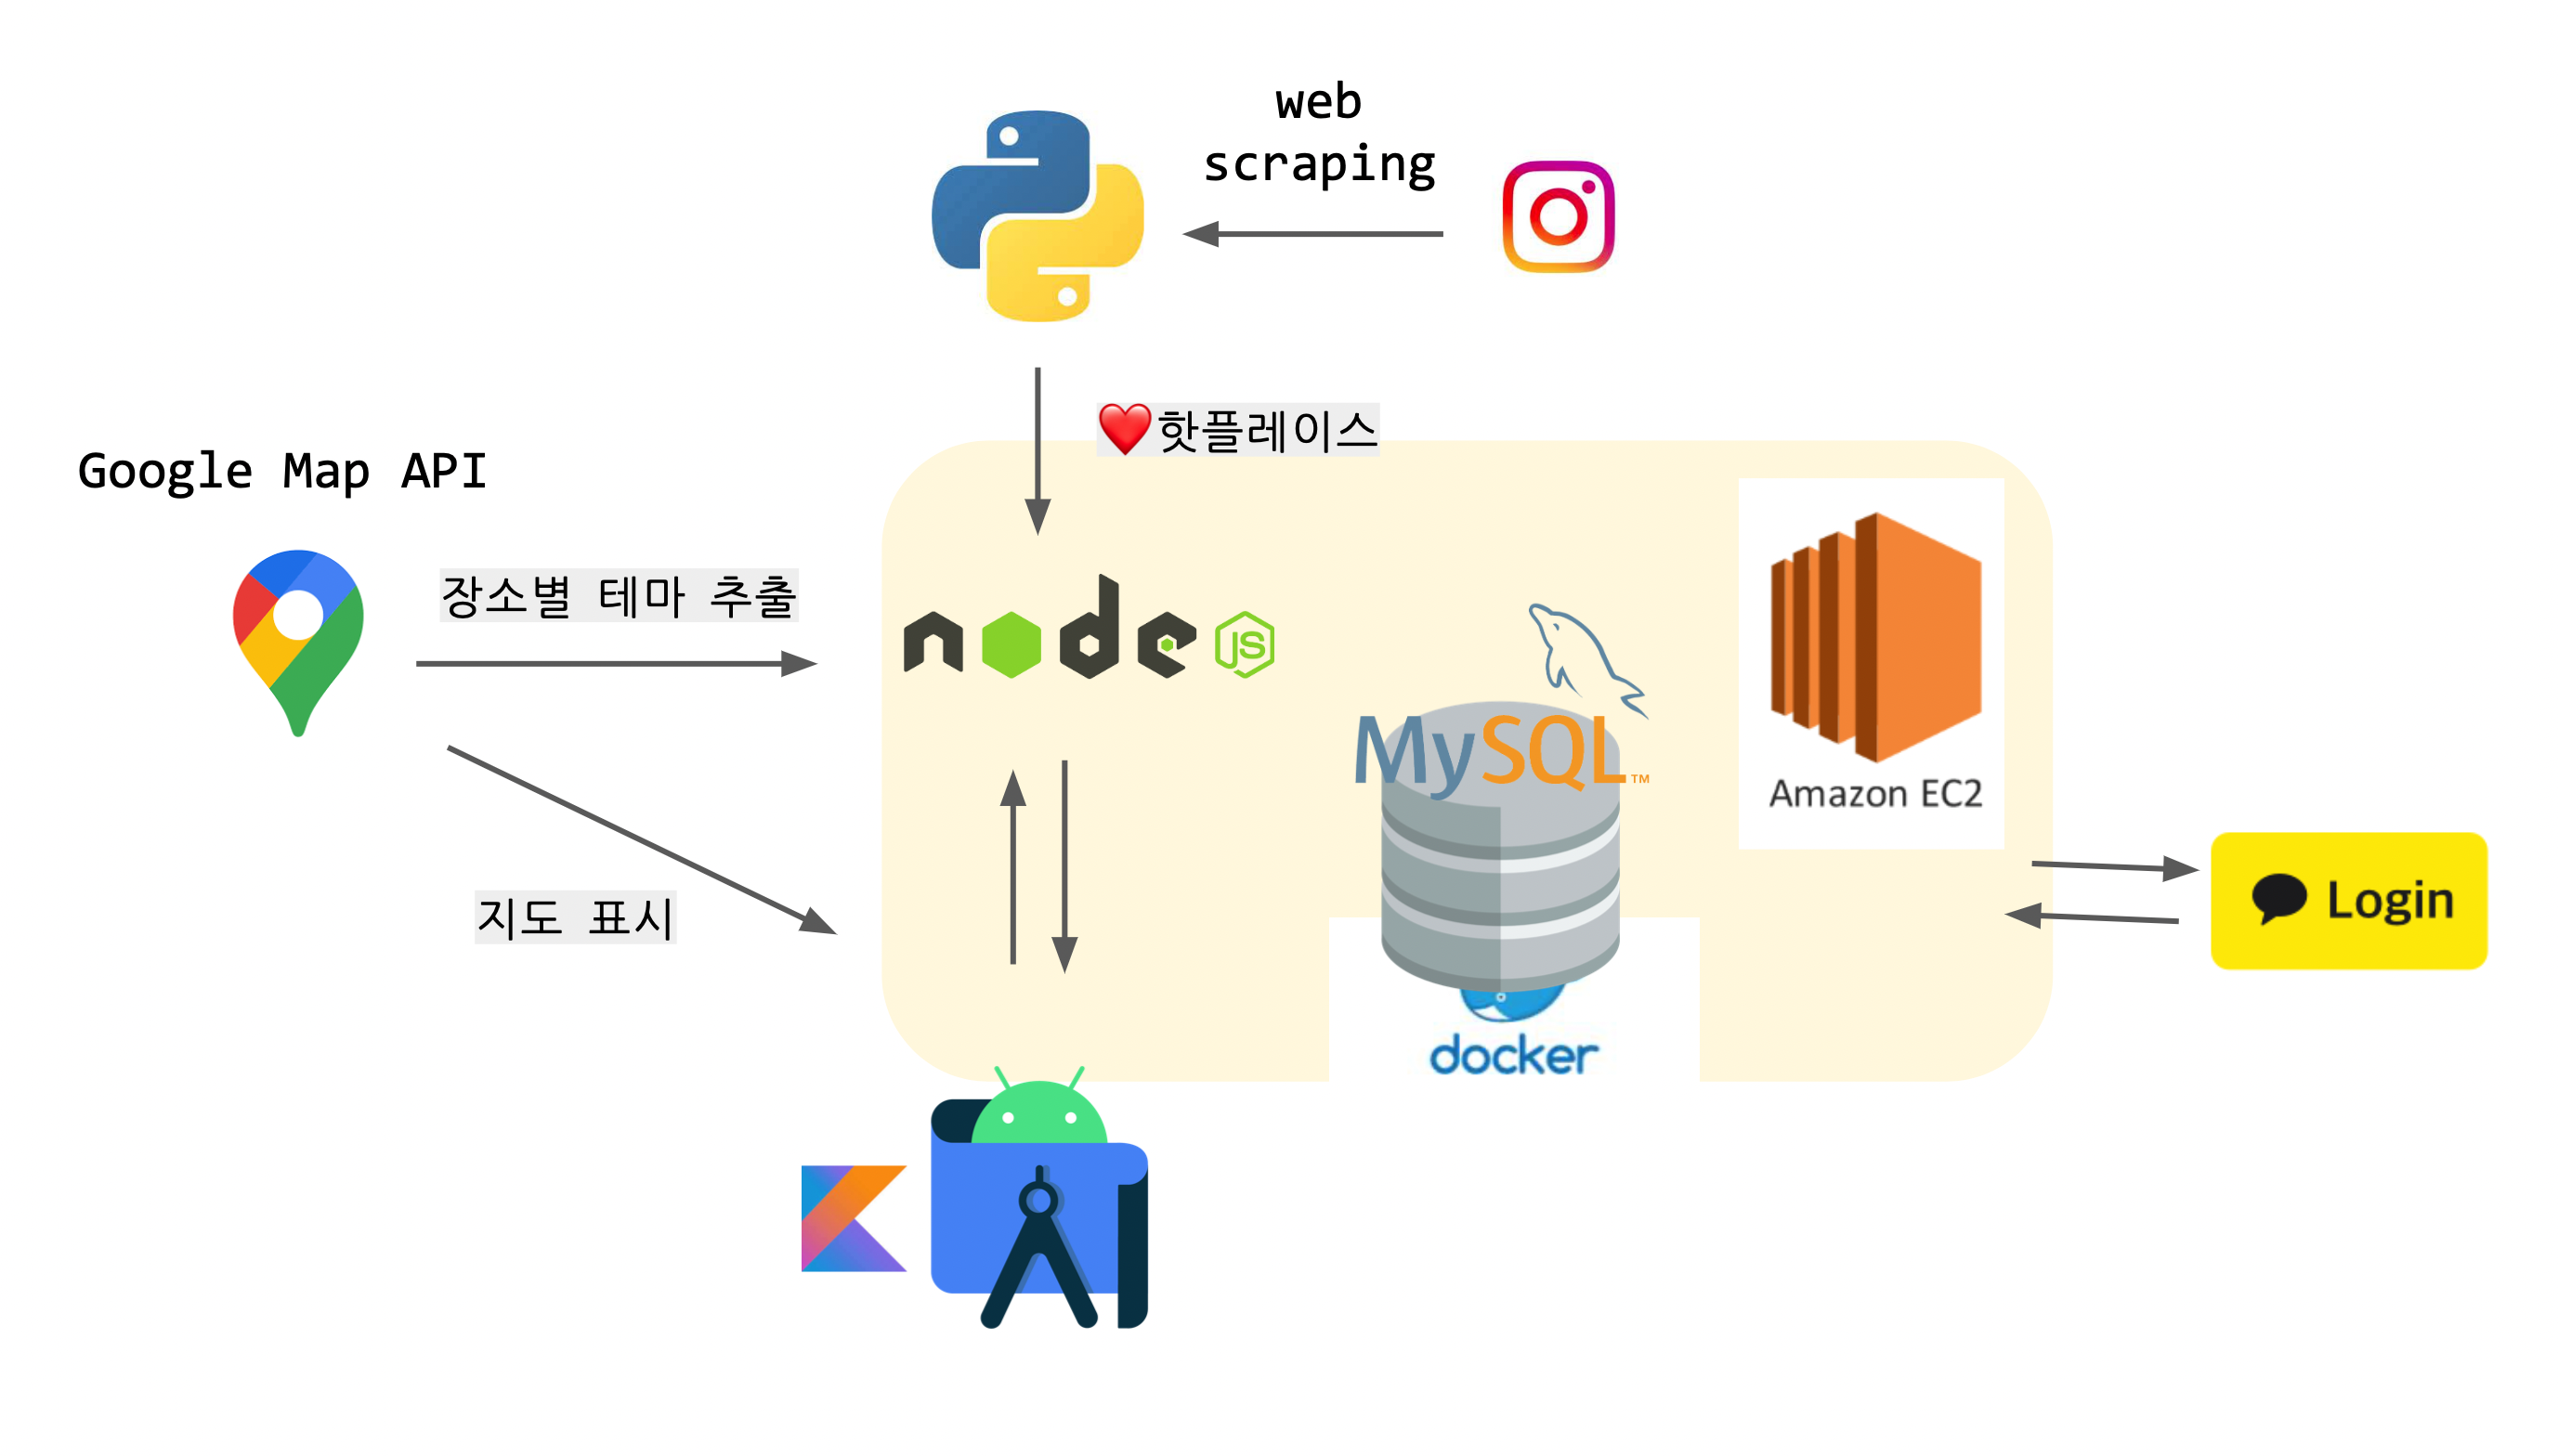 web
scraping
❤️핫플레이스
Google Map API
장소별 테마 추출
node
JS
MySQL™
Amazon EC2
지도 표시
Login
docker